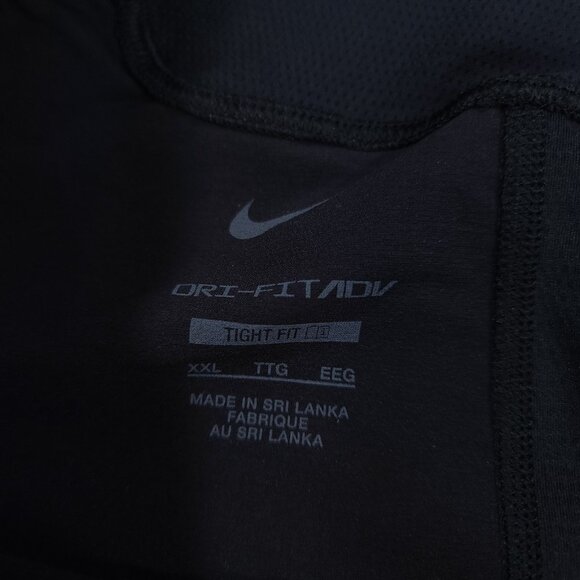 DRI-FIT ADV
TIGHT FIT
XXL TTG EEG
MADE IN SRI LANKA
FABRIQUE
AU SRI LANKA